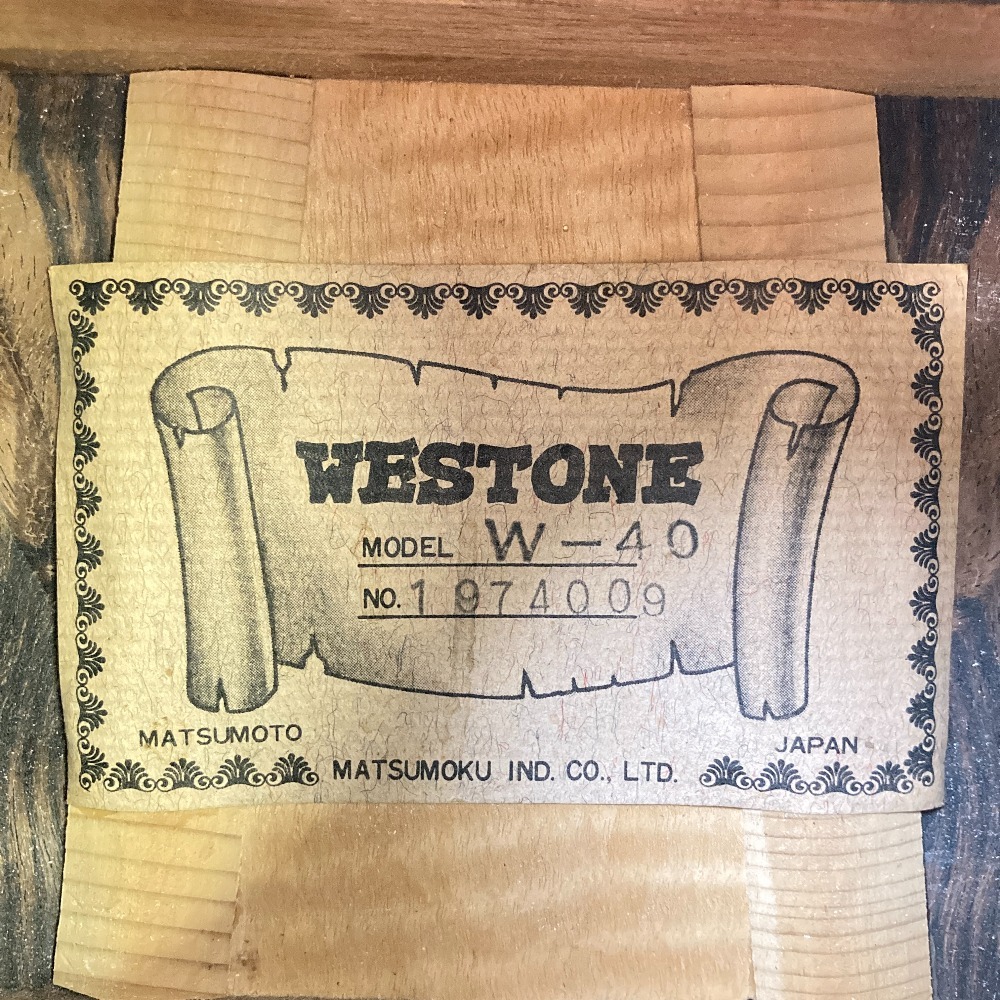 WESTONE
MODEL W-40
NO. 1974009
MATSUMOTO
JAPAN
MATSUMOKU IND. CO., LTD.